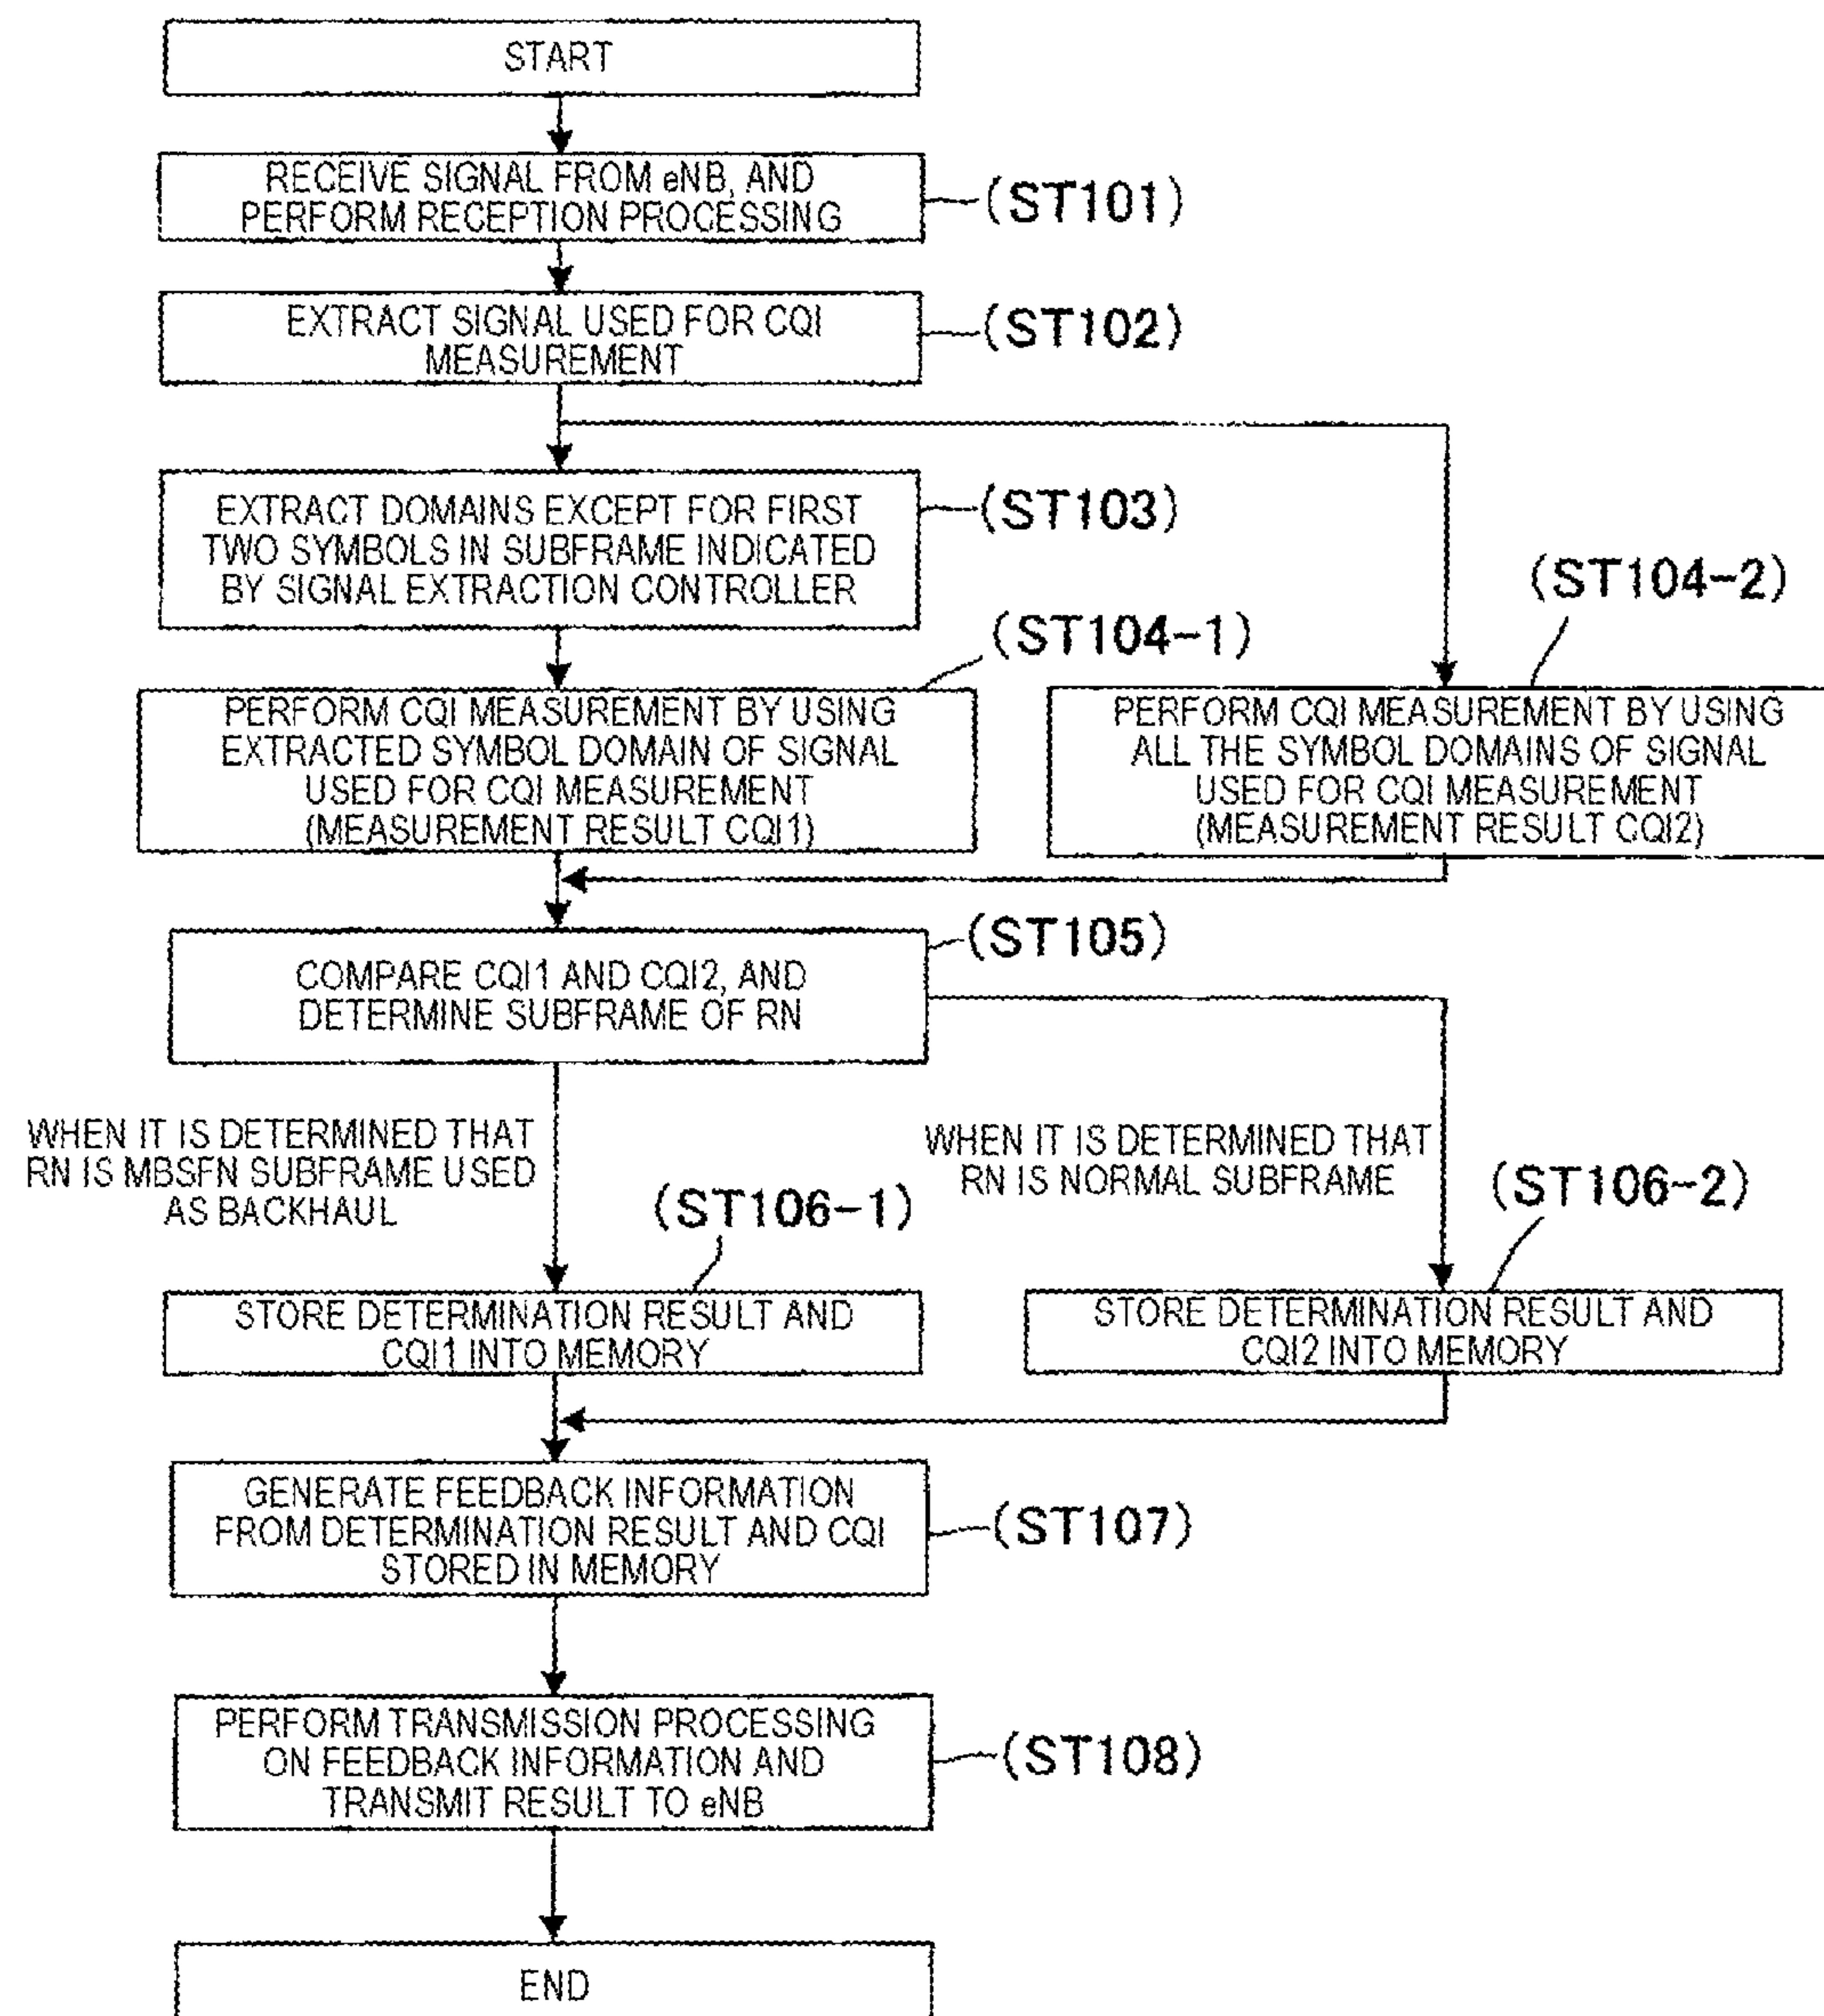 START
RECEIVE SIGNAL FROM eNB, AND
PERFORM RECEPTION PROCESSING
(ST101)
EXTRACT SIGNAL USED FOR CQI
MEASUREMENT
(ST102)
EXTRACT DOMAINS EXCEPT FOR FIRST
TWO SYMBOLS IN SUBFRAME INDICATED
BY SIGNAL EXTRACTION CONTROLLER
(ST103)
(ST104-1)
PERFORM CQI MEASUREMENT BY USING
EXTRACTED SYMBOL DOMAIN OF SIGNAL
USED FOR CQI MEASUREMENT
(MEASUREMENT RESULT CQI1)
(ST104-2)
PERFORM CQI MEASUREMENT BY USING
ALL THE SYMBOL DOMAINS OF SIGNAL
USED FOR CQI MEASUREMENT
(MEASUREMENT RESULT CQI2)
COMPARE CQI1 AND CQI2, AND
DETERMINE SUBFRAME OF RN
(ST105)
WHEN IT IS DETERMINED THAT
RN IS MBSFN SUBFRAME USED
AS BACKHAUL
(ST106-1)
WHEN IT IS DETERMINED THAT
RN IS NORMAL SUBFRAME
(ST106-2)
STORE DETERMINATION RESULT AND
CQI1 INTO MEMORY
STORE DETERMINATION RESULT AND
CQI2 INTO MEMORY
GENERATE FEEDBACK INFORMATION
FROM DETERMINATION RESULT AND CQI
STORED IN MEMORY
(ST107)
PERFORM TRANSMISSION PROCESSING
ON FEEDBACK INFORMATION AND
TRANSMIT RESULT TO eNB
(ST108)
END